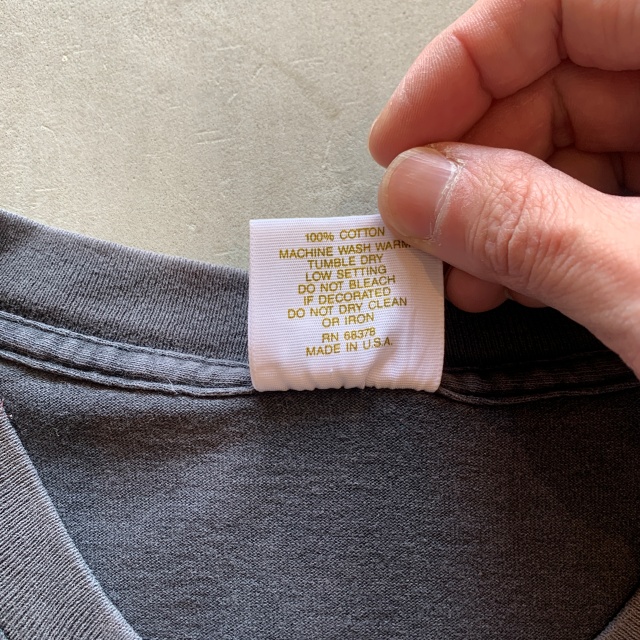 100% COTTON
MACHINE WASH WARM
TUMBLE DRY
LOW SETTING
DO NOT BLEACH
IF DECORATED
DO NOT DRY CLEAN
OR IRON
RN 68378
MADE IN U.S.A.